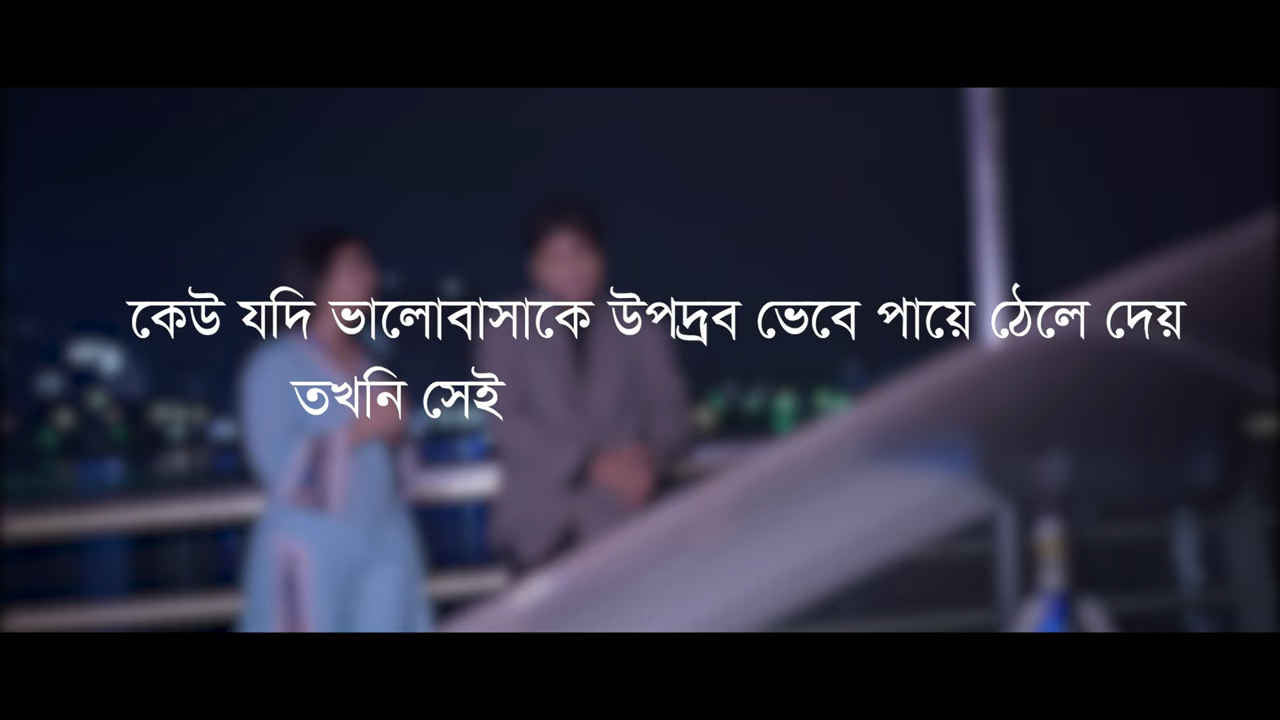 কেউ যদি ভালোবাসাকে উপদ্রব ভেবে পায়ে ঠেলে দেয়
তখনি সেই